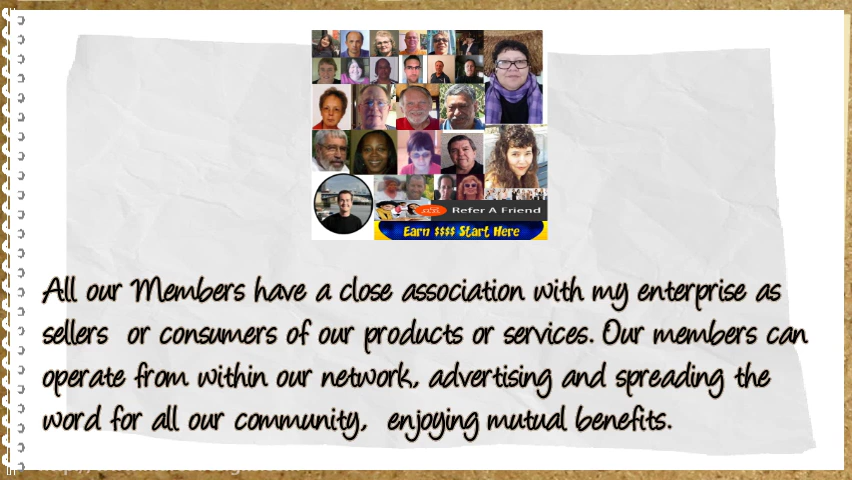 Refer A Friend
Earn $$$$ Start Here
All our Members have a close association with my enterprise as
sellers or consumers of our products or services. Our members can
operate from within our network, advertising and spreading the
word for all our community, enjoying mutual benefits.